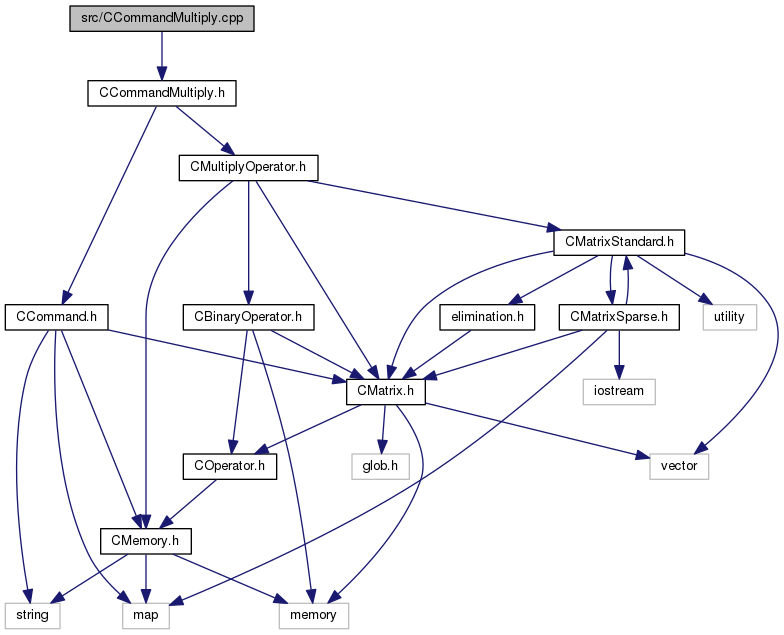 src/CCommandMultiply.cpp
CCommandMultiply.h
CMultiplyOperator.h
CMatrixStandard.h
CCommand.h
CBinaryOperator.h
elimination.h
CMatrixSparse.h
utility
CMatrix.h
iostream
COperator.h
glob.h
vector
CMemory.h
string
map
memory